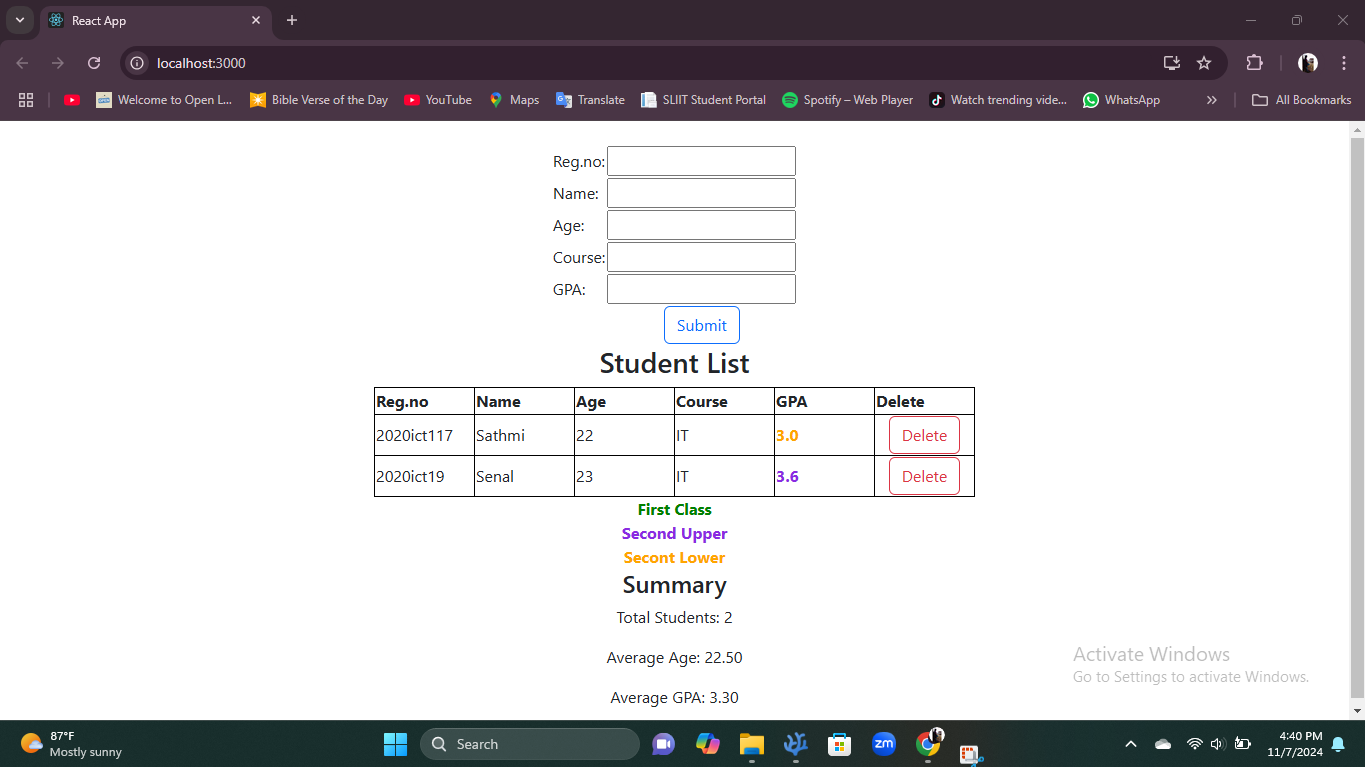 React App
localhost:3000
Welcome to Open L... Bible Verse of the Day YouTube Maps Translate SLIIT Student Portal Spotify – Web Player Watch trending vide... WhatsApp » All Bookmarks
Reg.no:
Name:
Age:
Course:
GPA:
Submit
Student List
Reg.no Name Age Course GPA Delete
2020ict117 Sathmi 22 IT 3.0 Delete
2020ict19 Senal 23 IT 3.6 Delete
First Class
Second Upper
Secont Lower
Summary
Total Students: 2
Average Age: 22.50
Average GPA: 3.30
Activate Windows
Go to Settings to activate Windows.
87°F
Mostly sunny
Search
zm
4:40 PM
11/7/2024